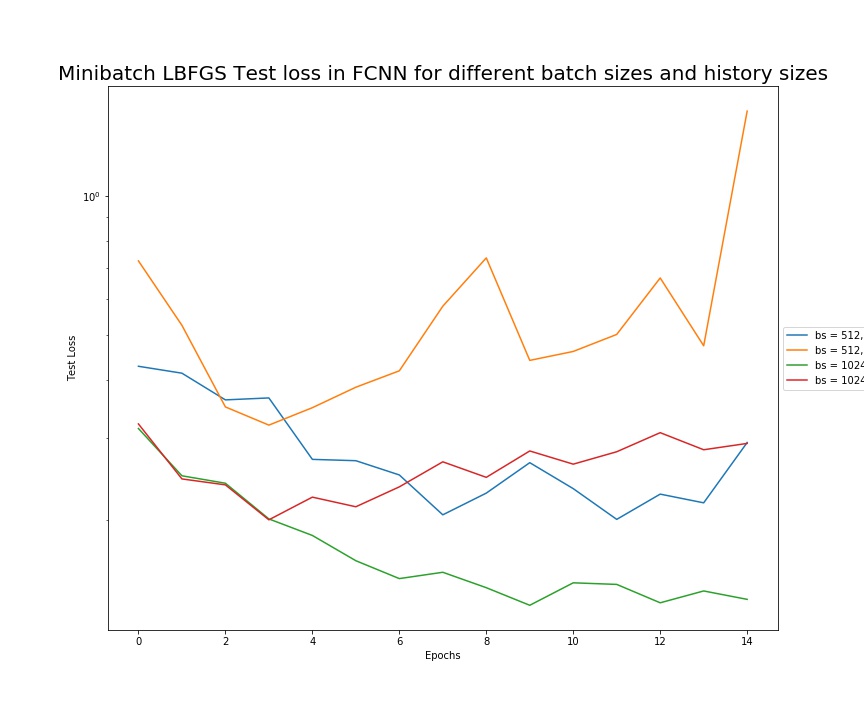 Minibatch LBFGS Test loss in FCNN for different batch sizes and history sizes
10⁰
Test Loss
0 2 4 6 8 10 12 14
Epochs
bs = 512,
bs = 512,
bs = 1024
bs = 1024